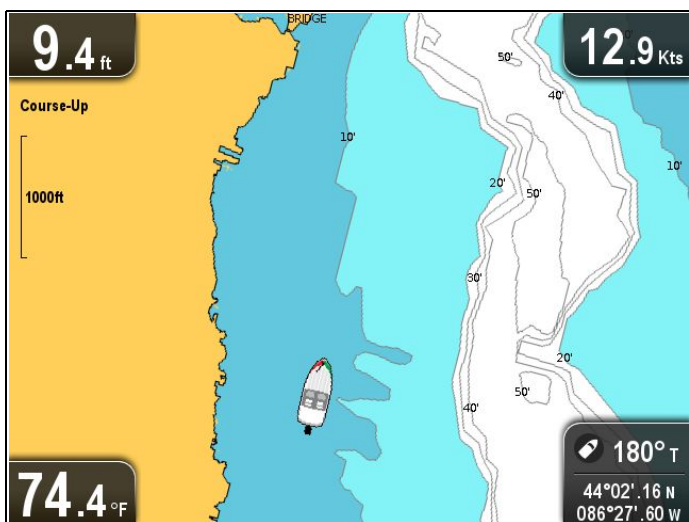 BRIDGE
9.4 ft
12.9 Kts
50'
40'
Course-Up
10'
10'
1000ft
20'
50'
30'
20'
50'
40'
180° T
74.4 °F
44°02'.16 N
086°27'.60 W